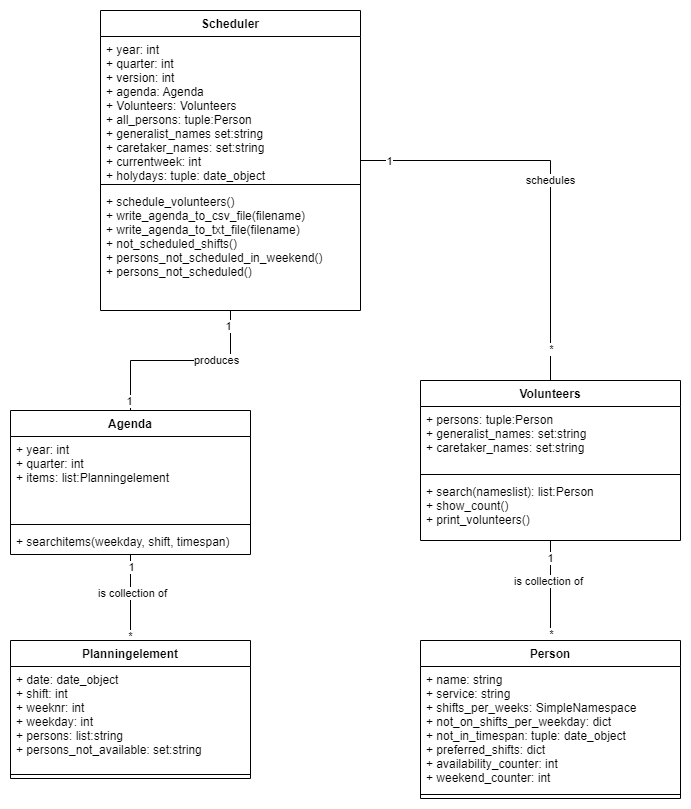 Scheduler
+ year: int
+ quarter: int
+ version: int
+ agenda: Agenda
+ Volunteers: Volunteers
+ all_persons: tuple:Person
+ generalist_names set:string
+ caretaker_names: set:string
+ currentweek: int
+ holydays: tuple: date_object
+ schedule_volunteers()
+ write_agenda_to_csv_file(filename)
+ write_agenda_to_txt_file(filename)
+ not_scheduled_shifts()
+ persons_not_scheduled_in_weekend()
+ persons_not_scheduled()
1
schedules
*
1
produces
1
Agenda
+ year: int
+ quarter: int
+ items: list:Planningelement
+ searchitems(weekday, shift, timespan)
Volunteers
+ persons: tuple:Person
+ generalist_names: set:string
+ caretaker_names: set:string
+ search(nameslist): list:Person
+ show_count()
+ print_volunteers()
1
is collection of
*
1
is collection of
*
Planningelement
+ date: date_object
+ shift: int
+ weeknr: int
+ weekday: int
+ persons: list:string
+ persons_not_available: set:string
Person
+ name: string
+ service: string
+ shifts_per_weeks: SimpleNamespace
+ not_on_shifts_per_weekday: dict
+ not_in_timespan: tuple: date_object
+ preferred_shifts: dict
+ availability_counter: int
+ weekend_counter: int